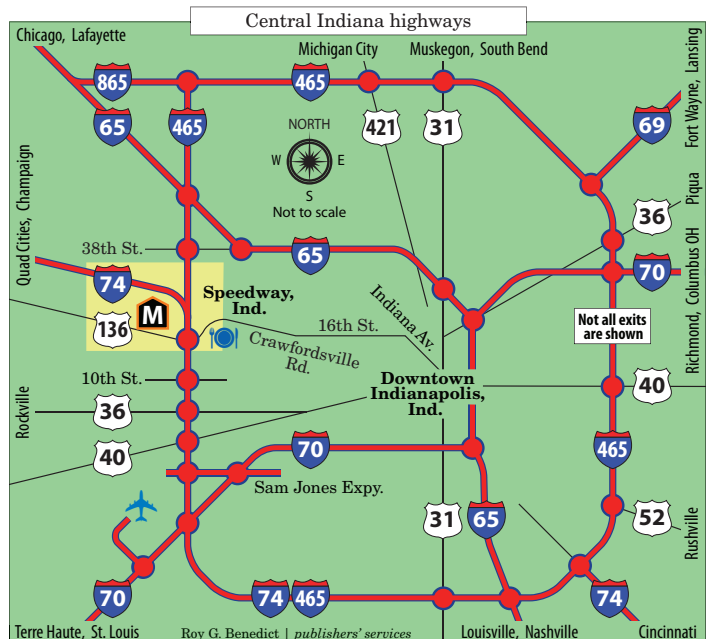 Central Indiana highways
Chicago, Lafayette
Michigan City
Muskegon, South Bend
Fort Wayne, Lansing
865
465
65
465
421
31
69
NORTH
W E
S
Not to scale
Quad Cities, Champaign
Piqua
36
38th St.
65
70
Richmond, Columbus OH
74
Speedway,
Ind.
Indiana Av.
Not all exits
are shown
M
136
16th St.
Crawfordsville
Rd.
10th St.
Downtown
Indianapolis,
Ind.
40
Rockville
36
40
70
465
Sam Jones Expy.
31
65
52
Rushville
70
74
465
74
Terre Haute, St. Louis
Roy G. Benedict | publishers' services
Louisville, Nashville
Cincinnati